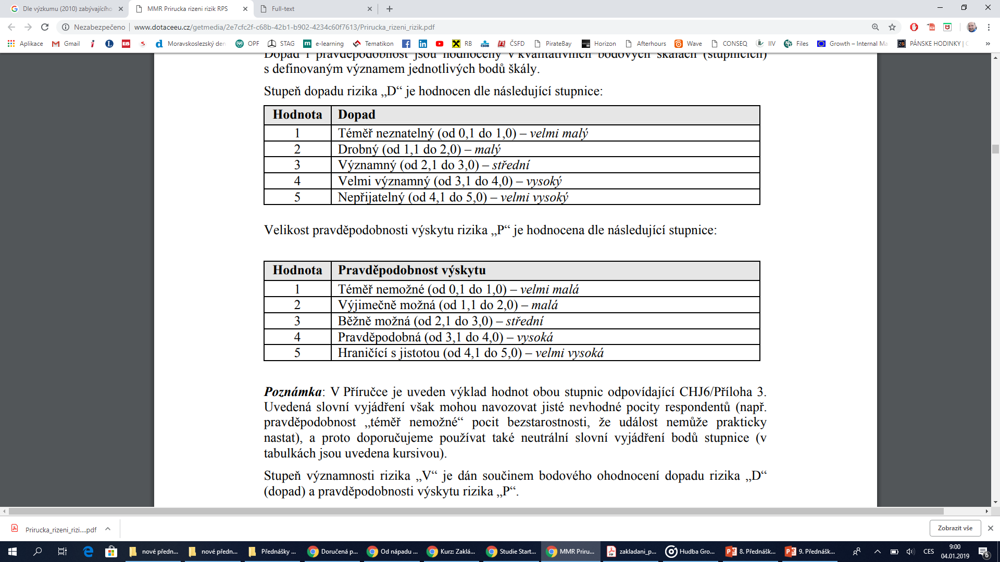 Dle výzkumu (2010) zabývajícího
MMR Prirucka rizeni rizik RPS
Full-text
Nezabezpečeno
www.dotaceeu.cz/getmedia/2e7cfc2f-c68b-42b1-b902-4234c60f7613/Prirucka_rizeni_rizik.pdf
Aplikace Gmail Moravskoslezský den OPF STAG e-learning Tematikon RB ČSFD PirateBay Horizon Afterhours Wave CONSEQ IIV Files Growth – Internal Ma PÁNSKE HODINKY | C »
Dopad i pravděpodobnost jsou hodnoceny v kvalitativních bodových škálách (stupnicích)
s definovaným významem jednotlivých bodů škály.
Stupeň dopadu rizika „D“ je hodnocen dle následující stupnice:
Hodnota Dopad
1 Téměř neznatelný (od 0,1 do 1,0) – velmi malý
2 Drobný (od 1,1 do 2,0) – malý
3 Významný (od 2,1 do 3,0) – střední
4 Velmi významný (od 3,1 do 4,0) – vysoký
5 Nepřijatelný (od 4,1 do 5,0) – velmi vysoký
Velikost pravděpodobnosti výskytu rizika „P“ je hodnocena dle následující stupnice:
Hodnota Pravděpodobnost výskytu
1 Téměř nemožné (od 0,1 do 1,0) – velmi malá
2 Výjimečně možná (od 1,1 do 2,0) – malá
3 Běžně možná (od 2,1 do 3,0) – střední
4 Pravděpodobná (od 3,1 do 4,0) – vysoká
5 Hraničící s jistotou (od 4,1 do 5,0) – velmi vysoká
Poznámka: V Příručce je uveden výklad hodnot obou stupnic odpovídající CHJ6/Příloha 3.
Uvedená slovní vyjádření však mohou navozovat jisté nevhodné pocity respondentů (např.
pravděpodobnost „téměř nemožné“ pocit bezstarostnosti, že událost nemůže prakticky
nastat), a proto doporučujeme používat také neutrální slovní vyjádření bodů stupnice (v
tabulkách jsou uvedena kursivou).
Stupeň významnosti rizika „V“ je dán součinem bodového ohodnocení dopadu rizika „D“
(dopad) a pravděpodobnosti výskytu rizika „P“.
Prirucka_rizeni_rizi....pdf
Zobrazit vše
nové předn... nové předn... Přednášky ... Doručená p... Od nápadu ... Kurz: Zaklá... Studie Start... MMR Priru... zakladani_p... Hudba Gro... 8. Přednášk... 9. Přednášk... CES
9:00
04.01.2019
6